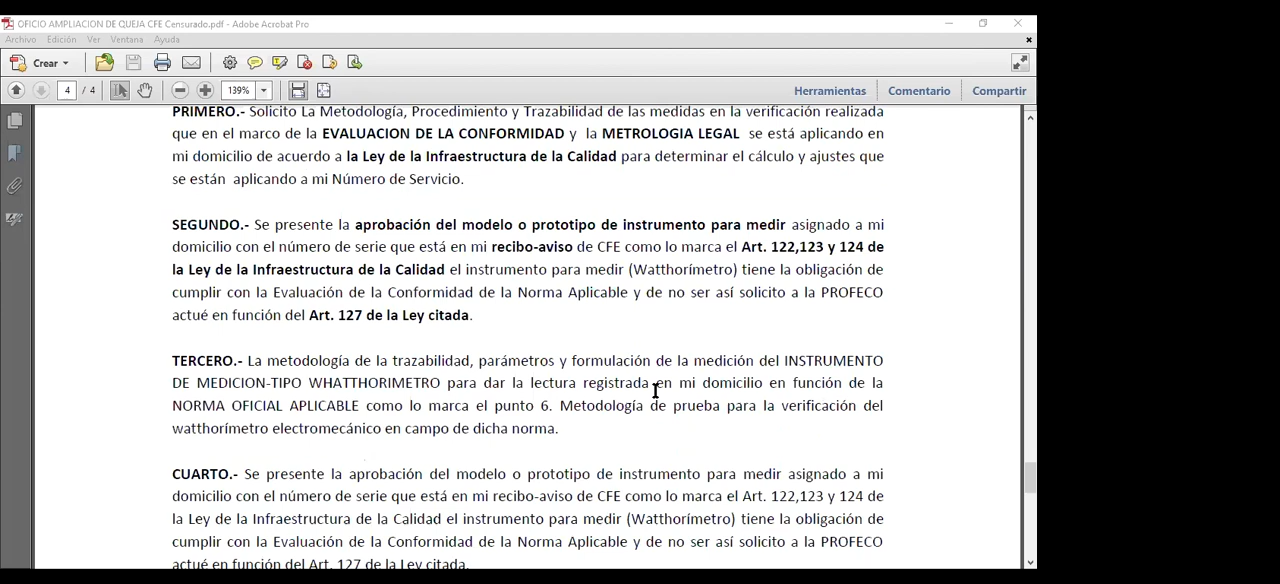 OFICIO AMPLIACION DE QUEJA CFE Censurado.pdf - Adobe Acrobat Pro
Archivo Edición Ver Ventana Ayuda
Crear
4 / 4 139% Herramientas Comentario Compartir
PRIMERO.- Solicito La Metodología, Procedimiento y Trazabilidad de las medidas en la verificación realizada
que en el marco de la EVALUACION DE LA CONFORMIDAD y la METROLOGIA LEGAL se está aplicando en
mi domicilio de acuerdo a la Ley de la Infraestructura de la Calidad para determinar el cálculo y ajustes que
se están aplicando a mi Número de Servicio.
SEGUNDO.- Se presente la aprobación del modelo o prototipo de instrumento para medir asignado a mi
domicilio con el número de serie que está en mi recibo-aviso de CFE como lo marca el Art. 122,123 y 124 de
la Ley de la Infraestructura de la Calidad el instrumento para medir (Watthorímetro) tiene la obligación de
cumplir con la Evaluación de la Conformidad de la Norma Aplicable y de no ser así solicito a la PROFECO
actué en función del Art. 127 de la Ley citada.
TERCERO.- La metodología de la trazabilidad, parámetros y formulación de la medición del INSTRUMENTO
DE MEDICION-TIPO WHATTHORIMETRO para dar la lectura registrada en mi domicilio en función de la
NORMA OFICIAL APLICABLE como lo marca el punto 6. Metodología de prueba para la verificación del
watthorímetro electromecánico en campo de dicha norma.
CUARTO.- Se presente la aprobación del modelo o prototipo de instrumento para medir asignado a mi
domicilio con el número de serie que está en mi recibo-aviso de CFE como lo marca el Art. 122,123 y 124 de
la Ley de la Infraestructura de la Calidad el instrumento para medir (Watthorímetro) tiene la obligación de
cumplir con la Evaluación de la Conformidad de la Norma Aplicable y de no ser así solicito a la PROFECO
actué en función del Art. 127 de la Ley citada.